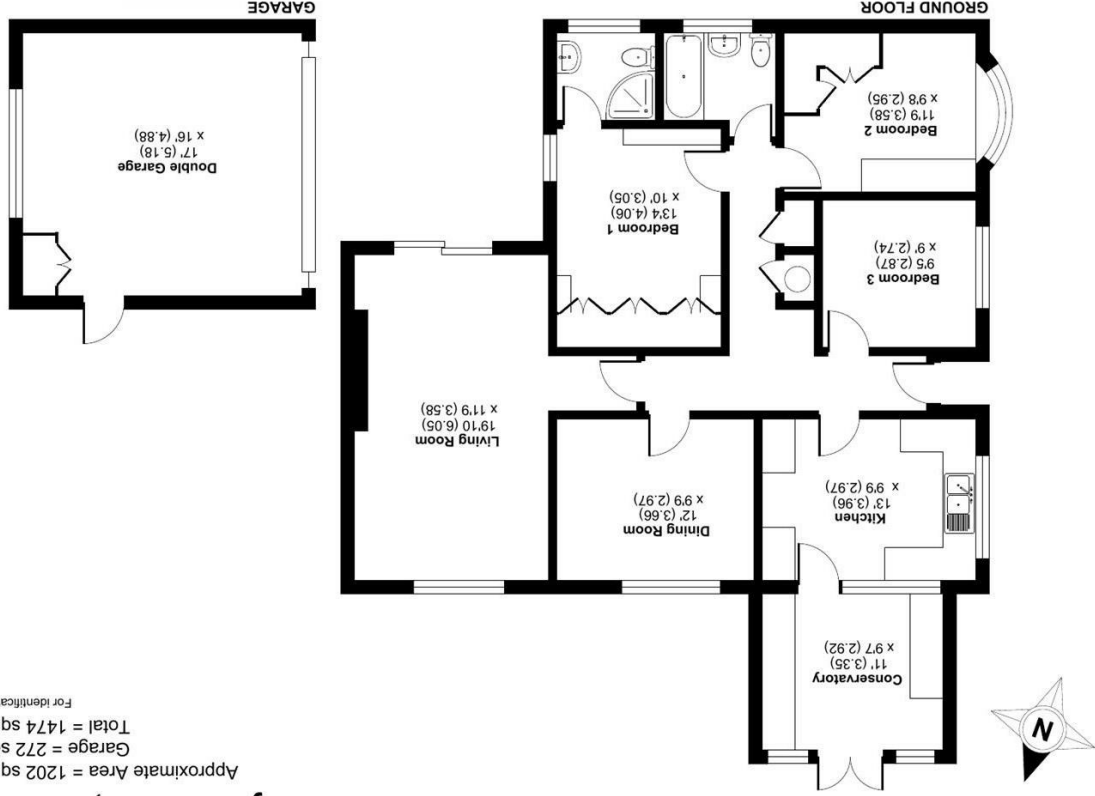 Approximate Area = 1202 sq
Garage = 272 s
Total = 1474 sq
For identifica
N
Conservatory
11' (3.35)
x 9'7 (2.92)
Kitchen
13' (3.96)
x 9'9 (2.97)
Dining Room
12' (3.66)
x 9'9 (2.97)
Living Room
19'10 (6.05)
x 11'9 (3.58)
Bedroom 3
9'5 (2.87)
x 9' (2.74)
Bedroom 1
13'4 (4.06)
x 10' (3.05)
Bedroom 2
11'9 (3.58)
x 9'8 (2.95)
Double Garage
17' (5.18)
x 16' (4.88)
GROUND FLOOR
GARAGE